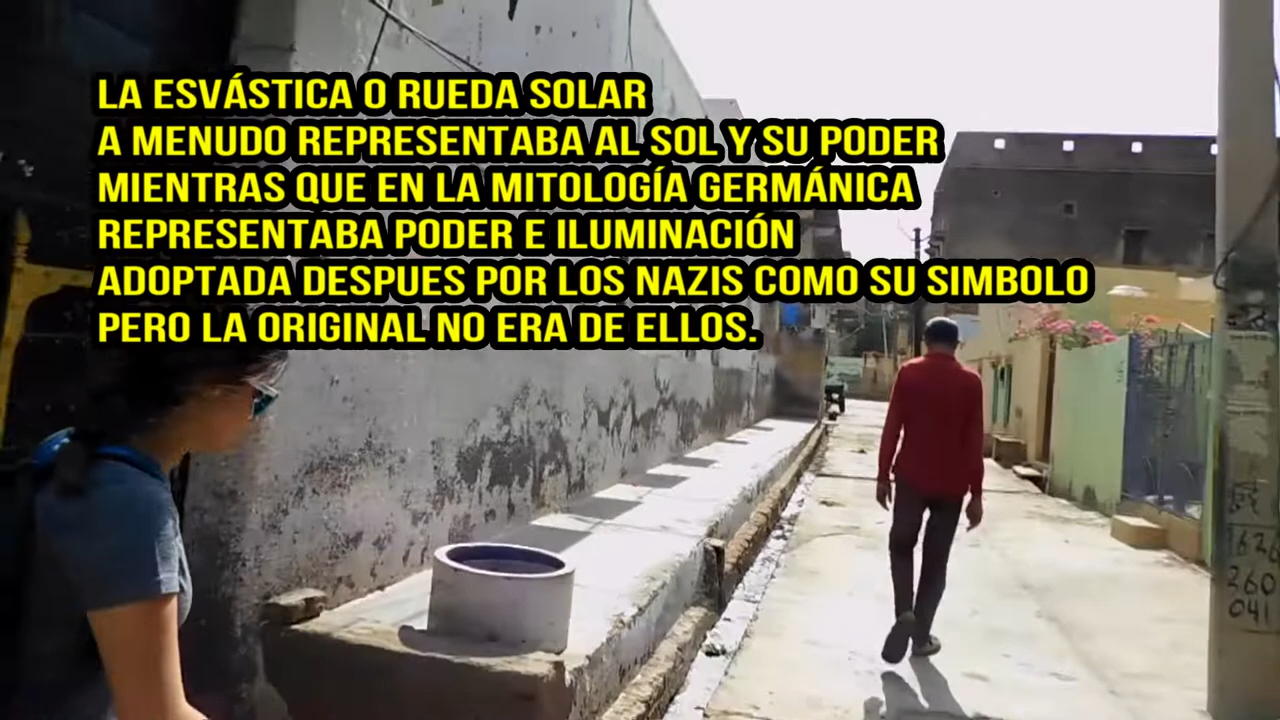 LA ESVÁSTICA O RUEDA SOLAR
A MENUDO REPRESENTABA AL SOL Y SU PODER
MIENTRAS QUE EN LA MITOLOGÍA GERMÁNICA
REPRESENTABA PODER E ILUMINACIÓN
ADOPTADA DESPUES POR LOS NAZIS COMO SU SIMBOLO
PERO LA ORIGINAL NO ERA DE ELLOS.
260
041